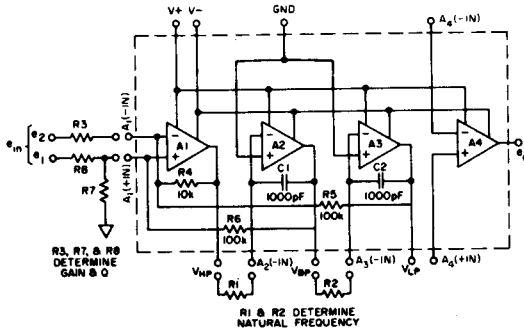 V+ V-
GND
A4(-IN)
A1(-IN)
e2
R3
ein
e1
R8
A1(+IN)
R7
A1
R4
10k
A2
C1
1000pF
A3
C2
1000pF
A4
R5
100k
R6
100k
R3, R7, & R8
DETERMINE
GAIN & Q
VHP
A2(-IN)
VBP
A3(-IN)
VLP
A4(+IN)
R1
R2
R1 & R2 DETERMINE
NATURAL FREQUENCY